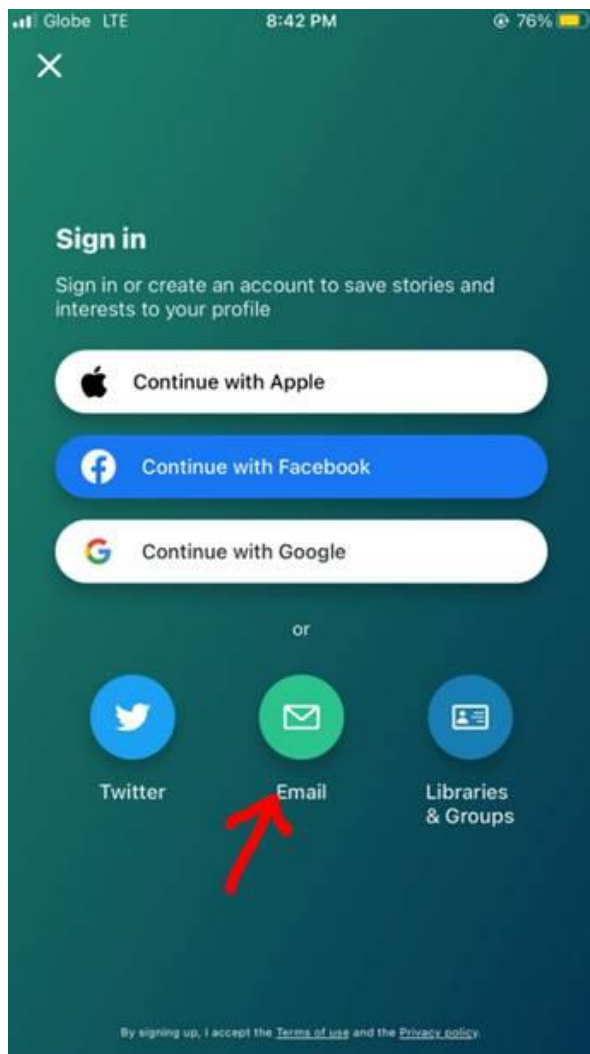 Globe LTE 8:42 PM 76%
Sign in
Sign in or create an account to save stories and
interests to your profile
Continue with Apple
Continue with Facebook
Continue with Google
or
Twitter Email Libraries
& Groups
By signing up, I accept the Terms of use and the Privacy policy.